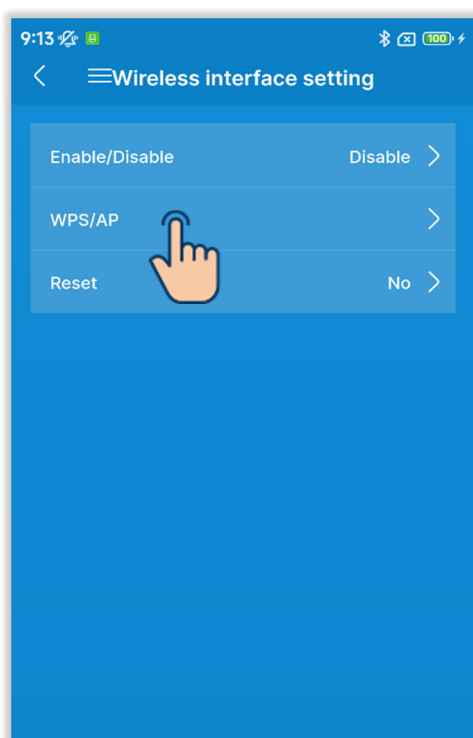 9:13
100
Wireless interface setting
Enable/Disable Disable
WPS/AP
Reset No